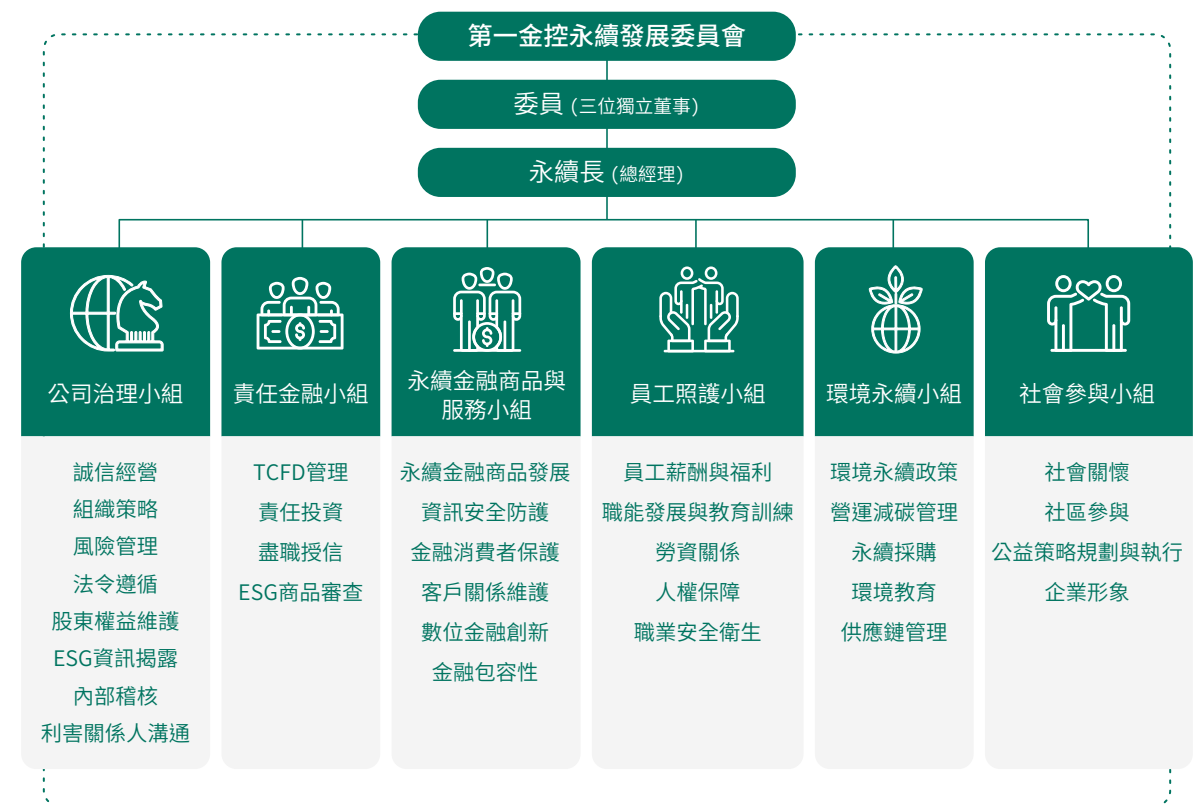 第一金控永續發展委員會
委員 (三位獨立董事)
永續長 (總經理)
公司治理小組
誠信經營
組織策略
風險管理
法令遵循
股東權益維護
ESG資訊揭露
內部稽核
利害關係人溝通
責任金融小組
TCFD管理
責任投資
盡職授信
ESG商品審查
永續金融商品與
服務小組
永續金融商品發展
資訊安全防護
金融消費者保護
客戶關係維護
數位金融創新
金融包容性
員工照護小組
員工薪酬與福利
職能發展與教育訓練
勞資關係
人權保障
職業安全衛生
環境永續小組
環境永續政策
營運減碳管理
永續採購
環境教育
供應鏈管理
社會參與小組
社會關懷
社區參與
公益策略規劃與執行
企業形象